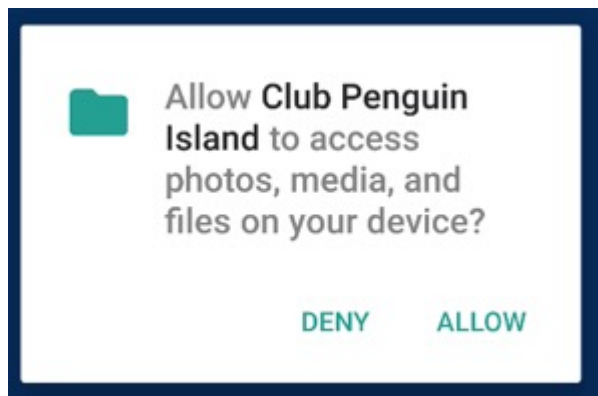 Allow Club Penguin
Island to access
photos, media, and
files on your device?
DENY ALLOW